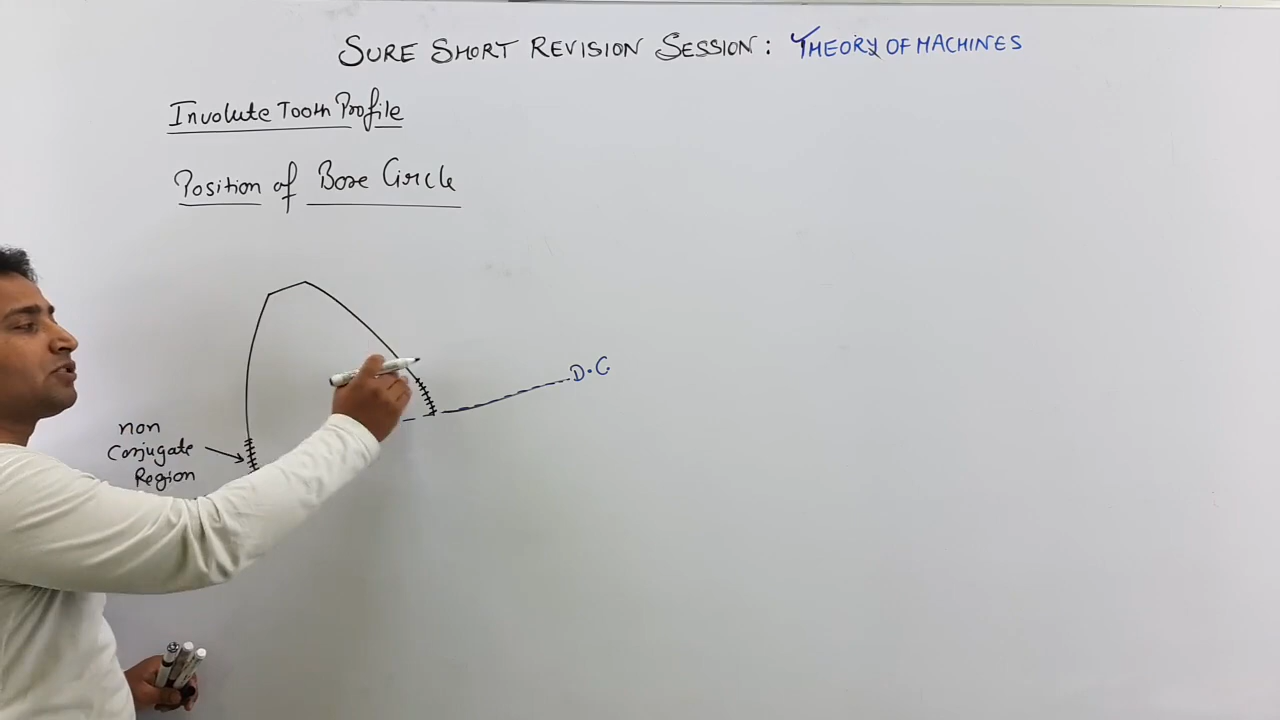 SURE SHORT REVISION SESSION: THEORY OF MACHINES
Involute Tooth Profile
Position of Base Circle
D.C
non
Conjugate
Region